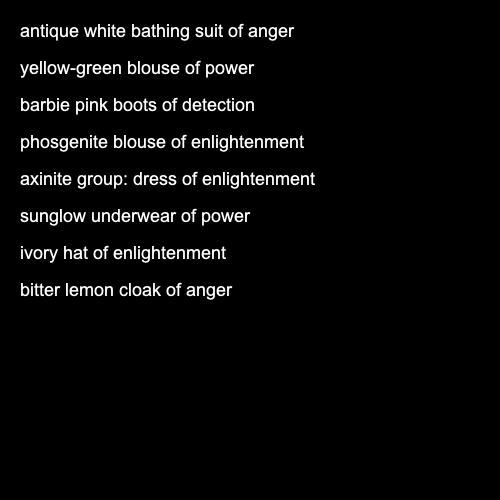 antique white bathing suit of anger
yellow-green blouse of power
barbie pink boots of detection
phosgenite blouse of enlightenment
axinite group: dress of enlightenment
sunglow underwear of power
ivory hat of enlightenment
bitter lemon cloak of anger